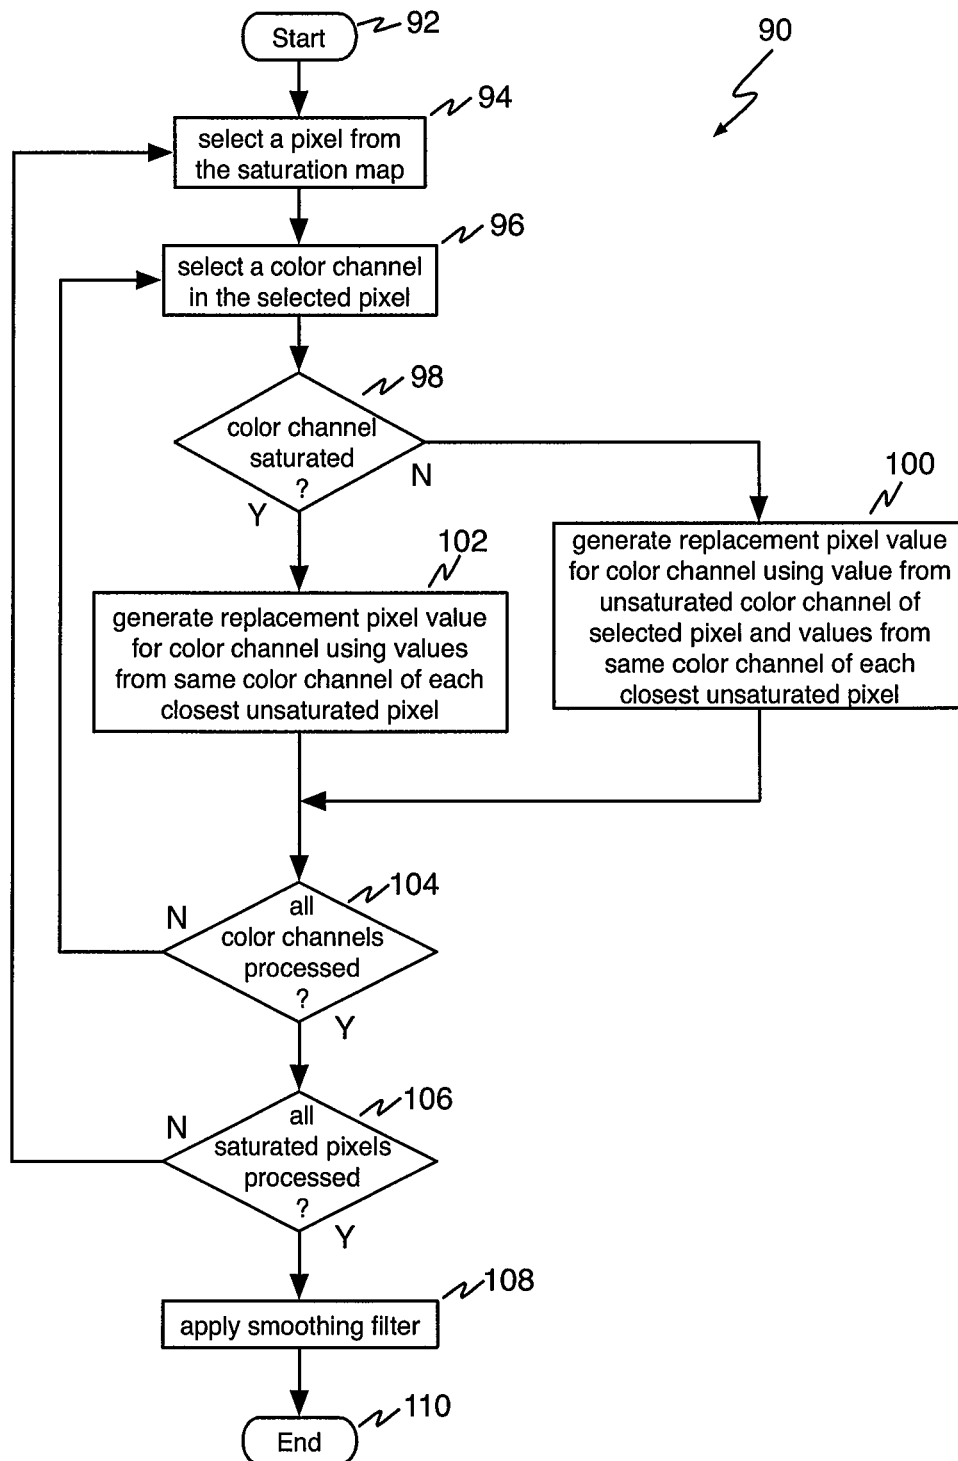 Start
92
90
94
select a pixel from
the saturation map
96
select a color channel
in the selected pixel
98
color channel
saturated
?
N
Y
100
generate replacement pixel value
for color channel using value from
unsaturated color channel of
selected pixel and values from
same color channel of each
closest unsaturated pixel
102
generate replacement pixel value
for color channel using values
from same color channel of each
closest unsaturated pixel
104
N
all
color channels
processed
?
Y
106
N
all
saturated pixels
processed
?
Y
108
apply smoothing filter
110
End